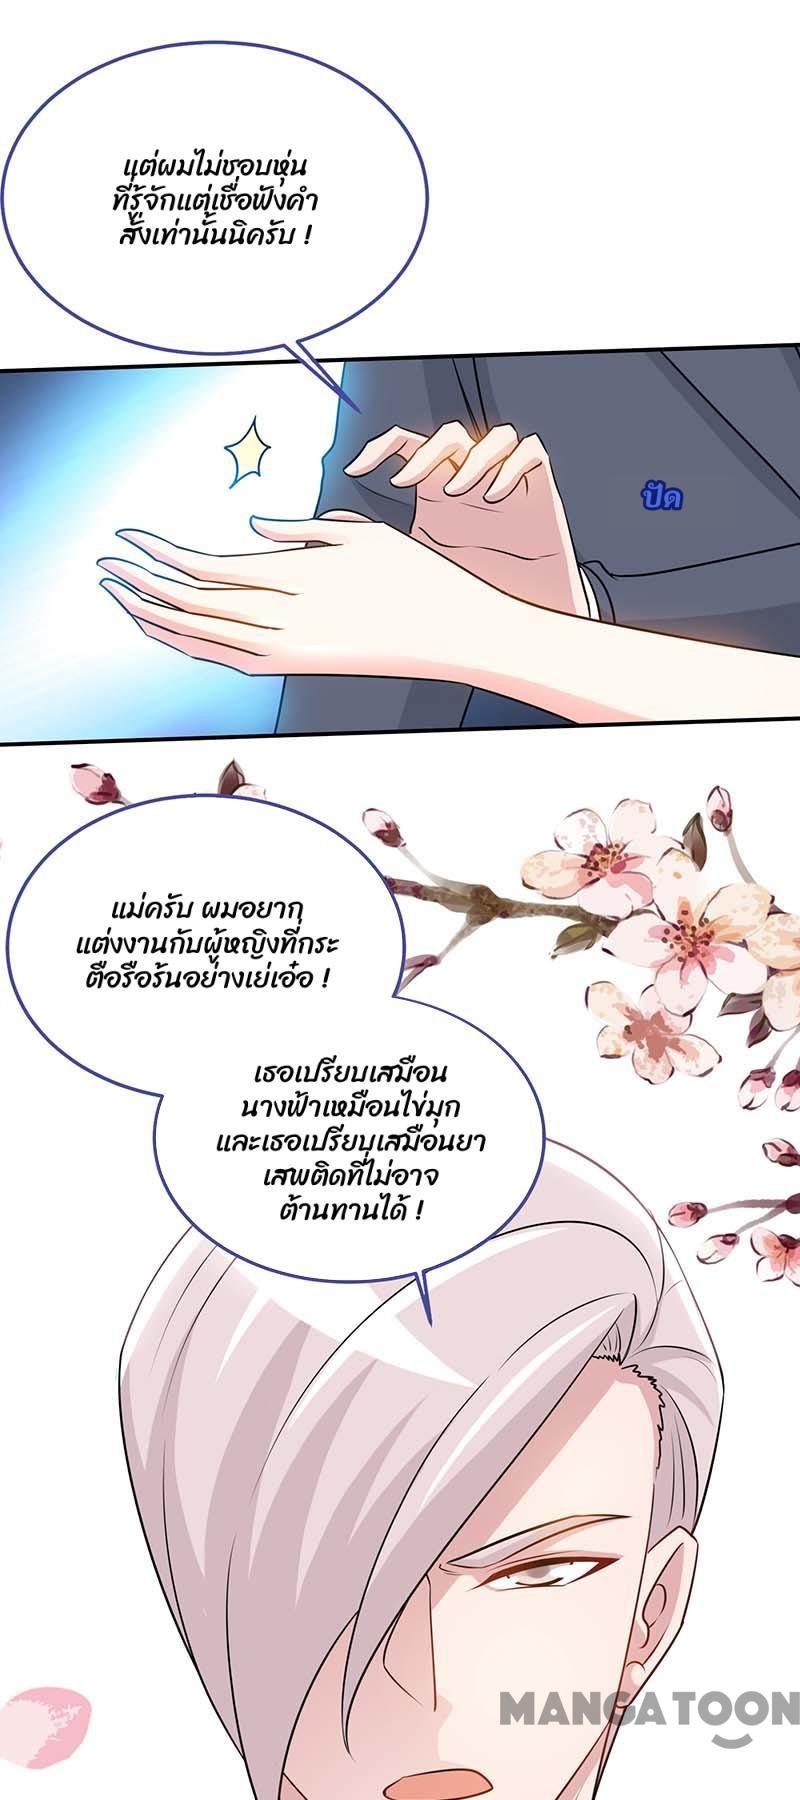 แต่ผมไม่ชอบหุ่น
ที่รู้จักแต่เชื่อฟังคำ
สั่งเท่านั้นนิครับ !
ปัด
แม่ครับ ผมอยาก
แต่งงานกับผู้หญิงที่กระ
ตือรือร้นอย่างเย่เอ๋อ !
เธอเปรียบเสมือน
นางฟ้าเหมือนไข่มุก
และเธอเปรียบเสมือนยา
เสพติดที่ไม่อาจ
ต้านทานได้ !
MANGATOON